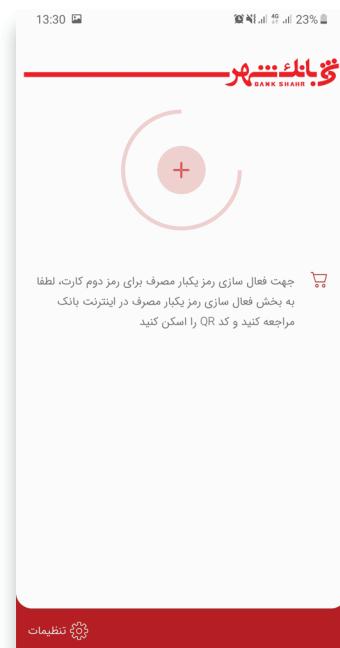 13:30 4G 23%
بانک شهر
BANK SHAHR
جهت فعال سازی رمز یکبار مصرف برای رمز دوم کارت، لطفا
به بخش فعال سازی رمز یکبار مصرف در اینترنت بانک
مراجعه کنید و کد QR را اسکن کنید
تنظیمات